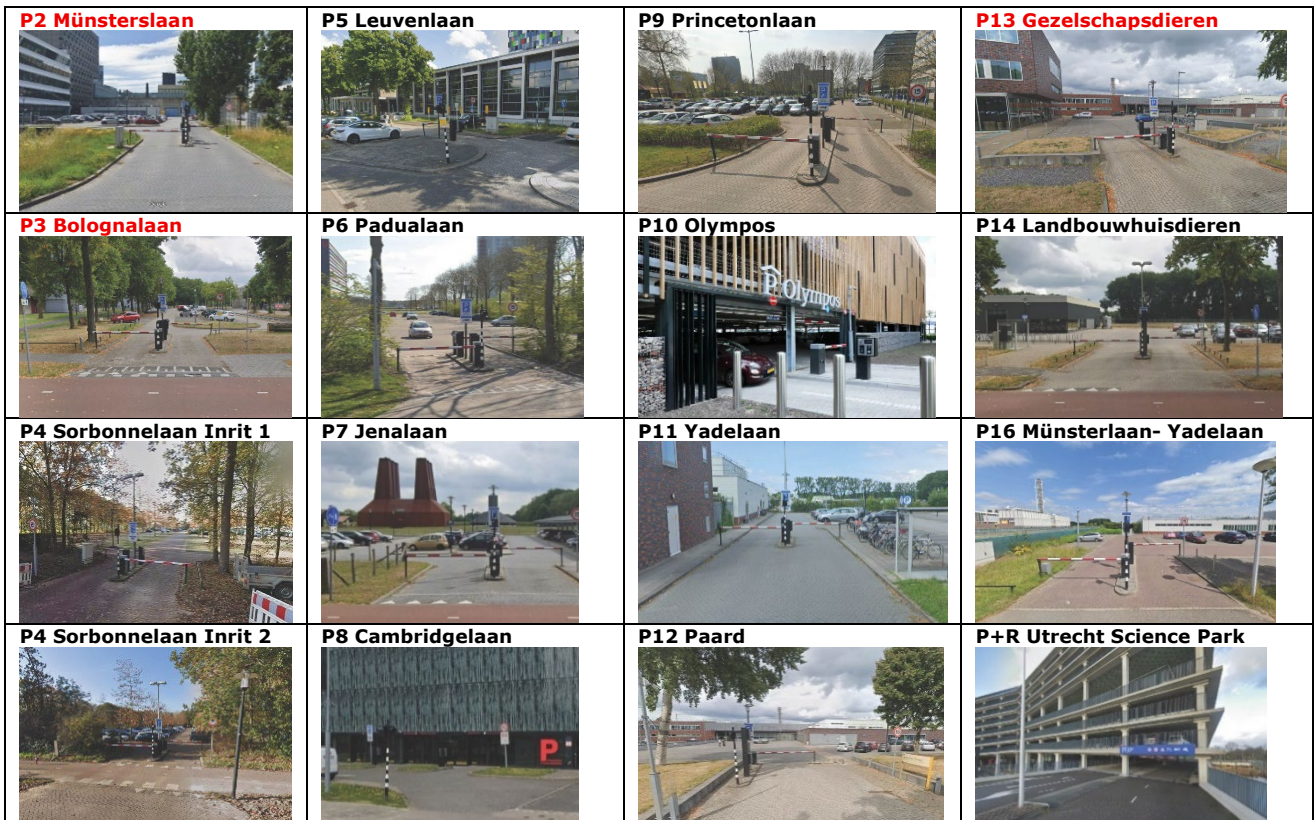 P2 Münsterslaan
P5 Leuvenlaan
P9 Princetonlaan
P13 Gezelschapsdieren
P3 Bolognalaan
P6 Padualaan
P10 Olympos
P Olympos
P14 Landbouwhuisdieren
P4 Sorbonnelaan Inrit 1
P7 Jenalaan
P11 Yadelaan
P16 Münsterlaan- Yadelaan
P4 Sorbonnelaan Inrit 2
P8 Cambridgelaan
P
P12 Paard
P+R Utrecht Science Park